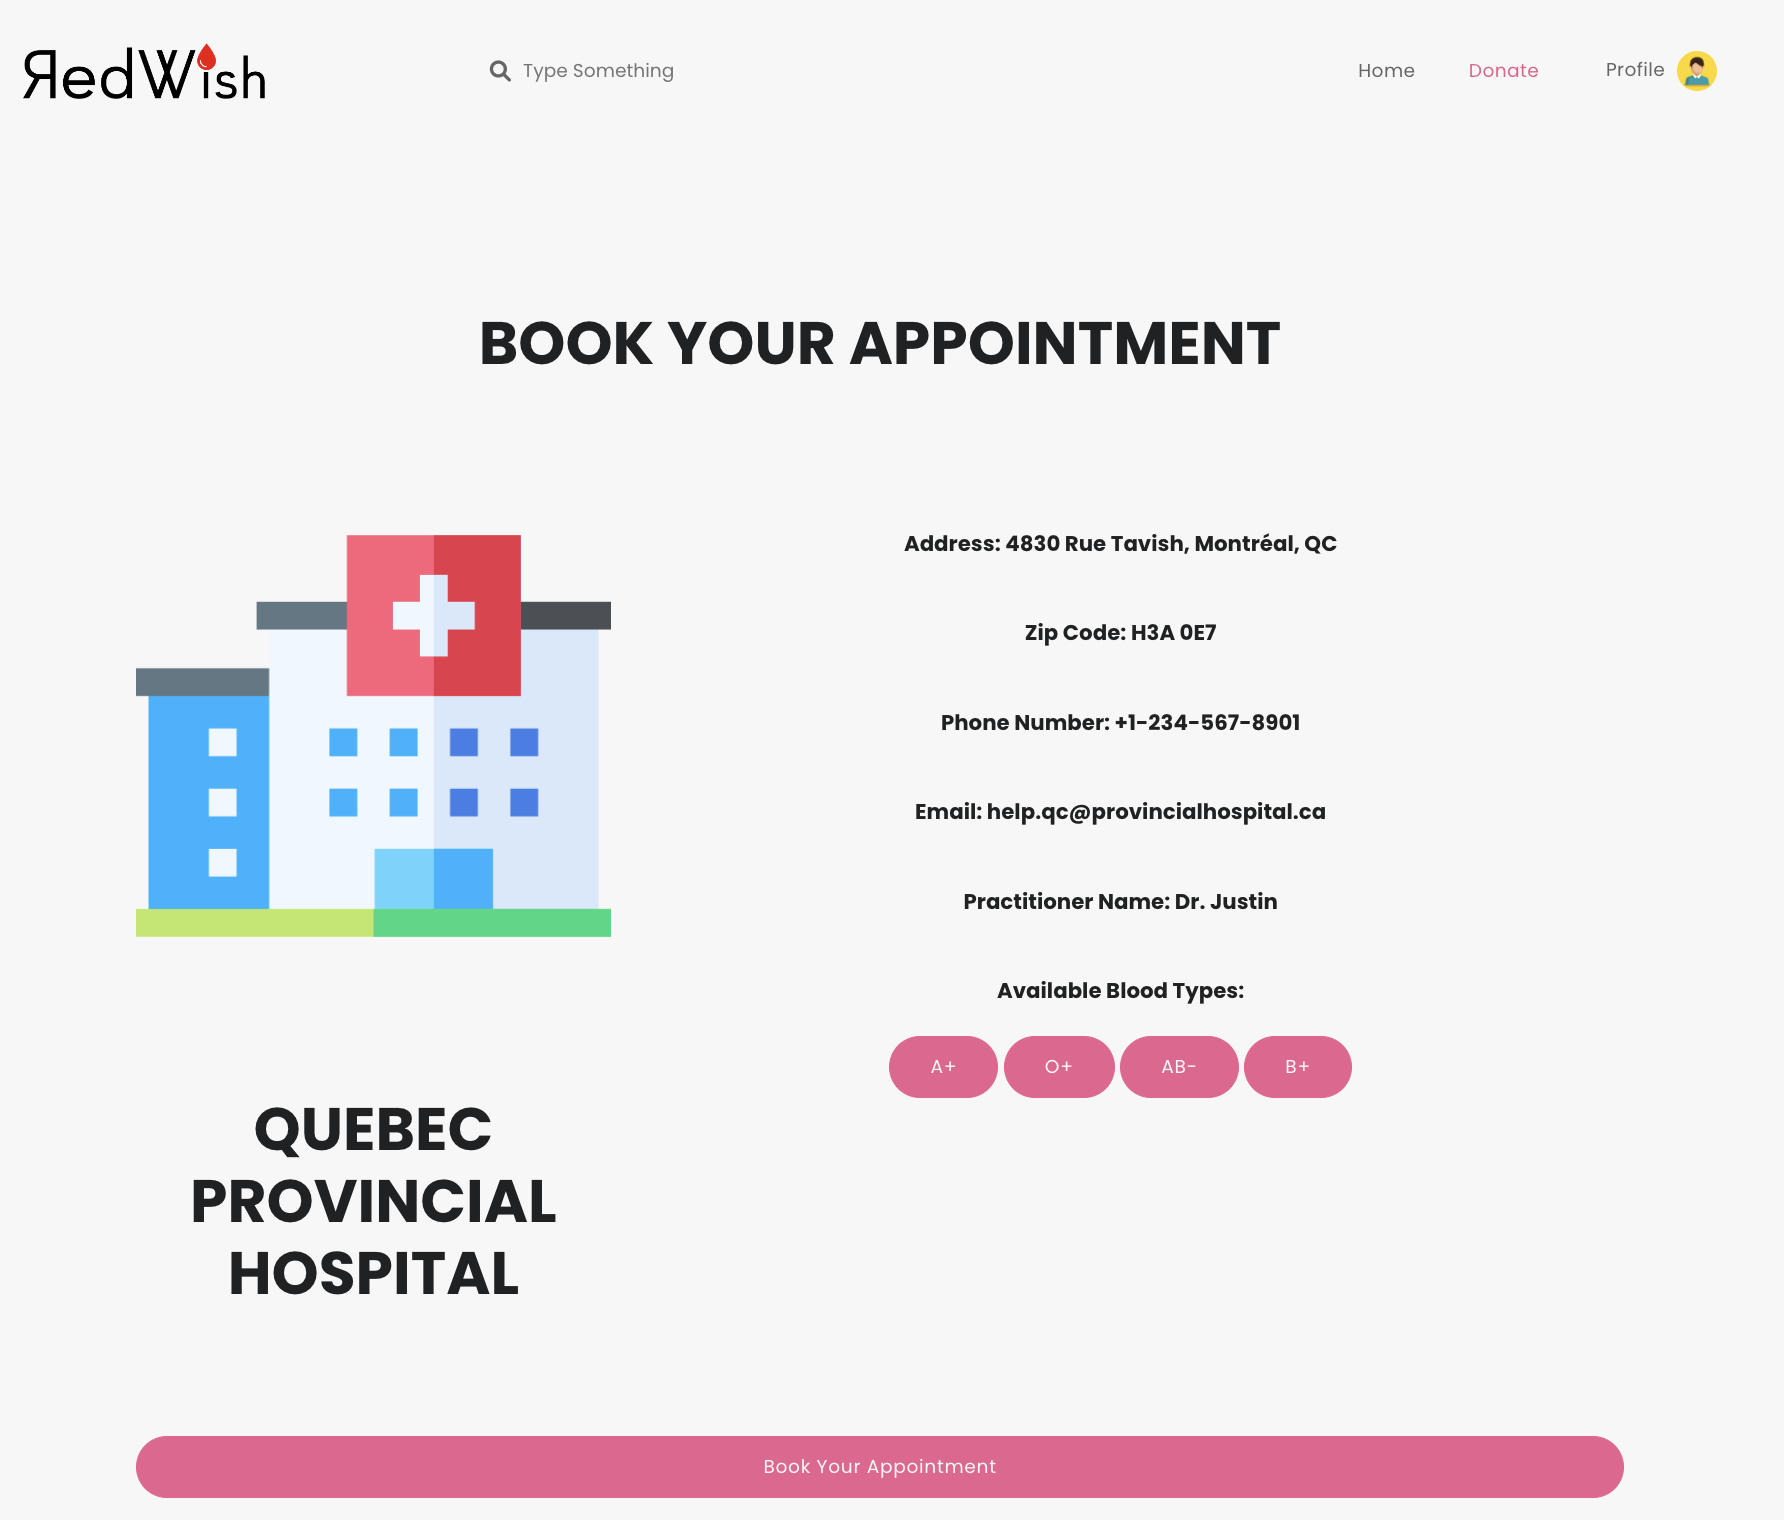 ЯedWish
Type Something
Home
Donate
Profile
BOOK YOUR APPOINTMENT
Address: 4830 Rue Tavish, Montréal, QC
Zip Code: H3A 0E7
Phone Number: +1-234-567-8901
Email: help.qc@provincialhospital.ca
Practitioner Name: Dr. Justin
Available Blood Types:
A+
O+
AB-
B+
QUEBEC
PROVINCIAL
HOSPITAL
Book Your Appointment